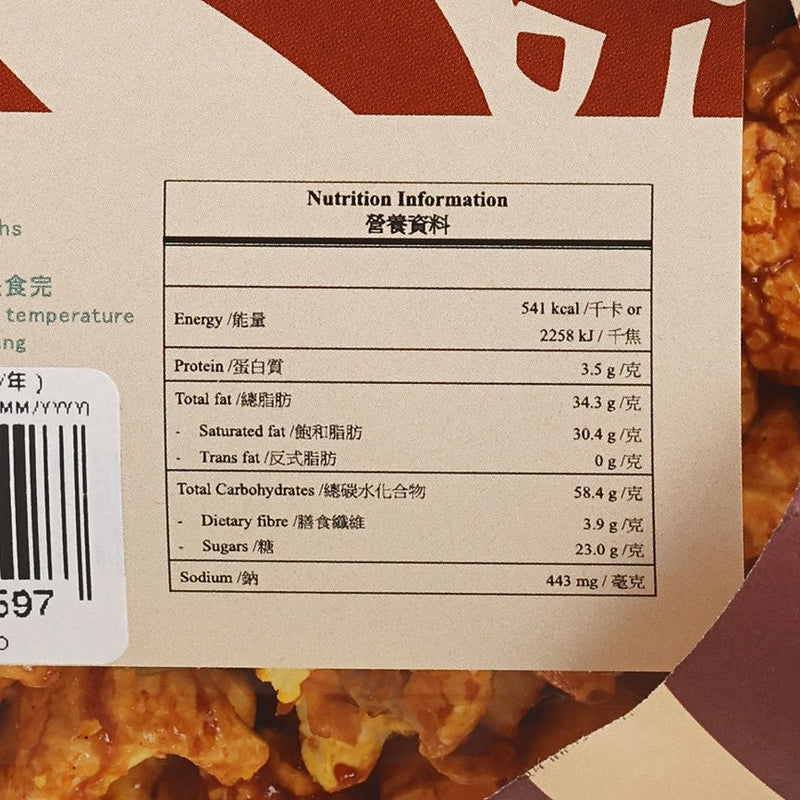 Nutrition Information
營養資料
Energy /能量 541 kcal /千卡 or
2258 kJ / 千焦
Protein /蛋白質 3.5 g /克
Total fat /總脂肪 34.3 g /克
- Saturated fat /飽和脂肪 30.4 g /克
- Trans fat /反式脂肪 0 g /克
Total Carbohydrates /總碳水化合物 58.4 g /克
- Dietary fibre /膳食纖維 3.9 g /克
- Sugars /糖 23.0 g /克
Sodium /鈉 443 mg / 毫克
hs
食完
temperature
ng
/年 )
MM/YYYY)
597